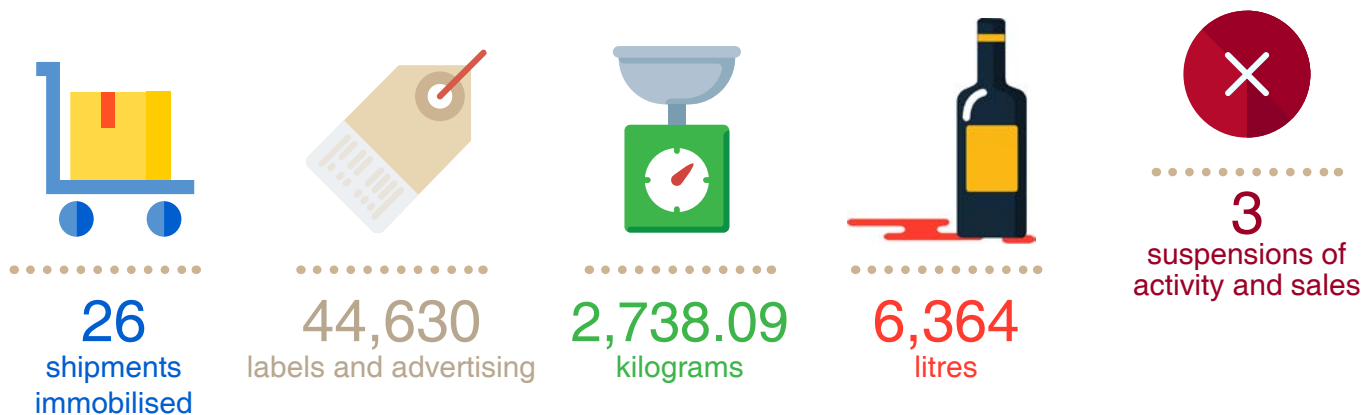 26
shipments
immobilised
44,630
labels and advertising
2,738.09
kilograms
6,364
litres
3
suspensions of
activity and sales